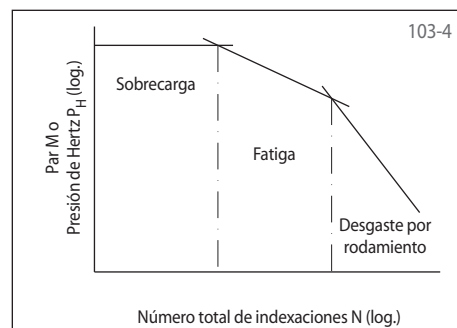 103-4
Par M o
Presión de Hertz P_H (log.)
Sobrecarga
Fatiga
Desgaste por
rodamiento
Número total de indexaciones N (log.)